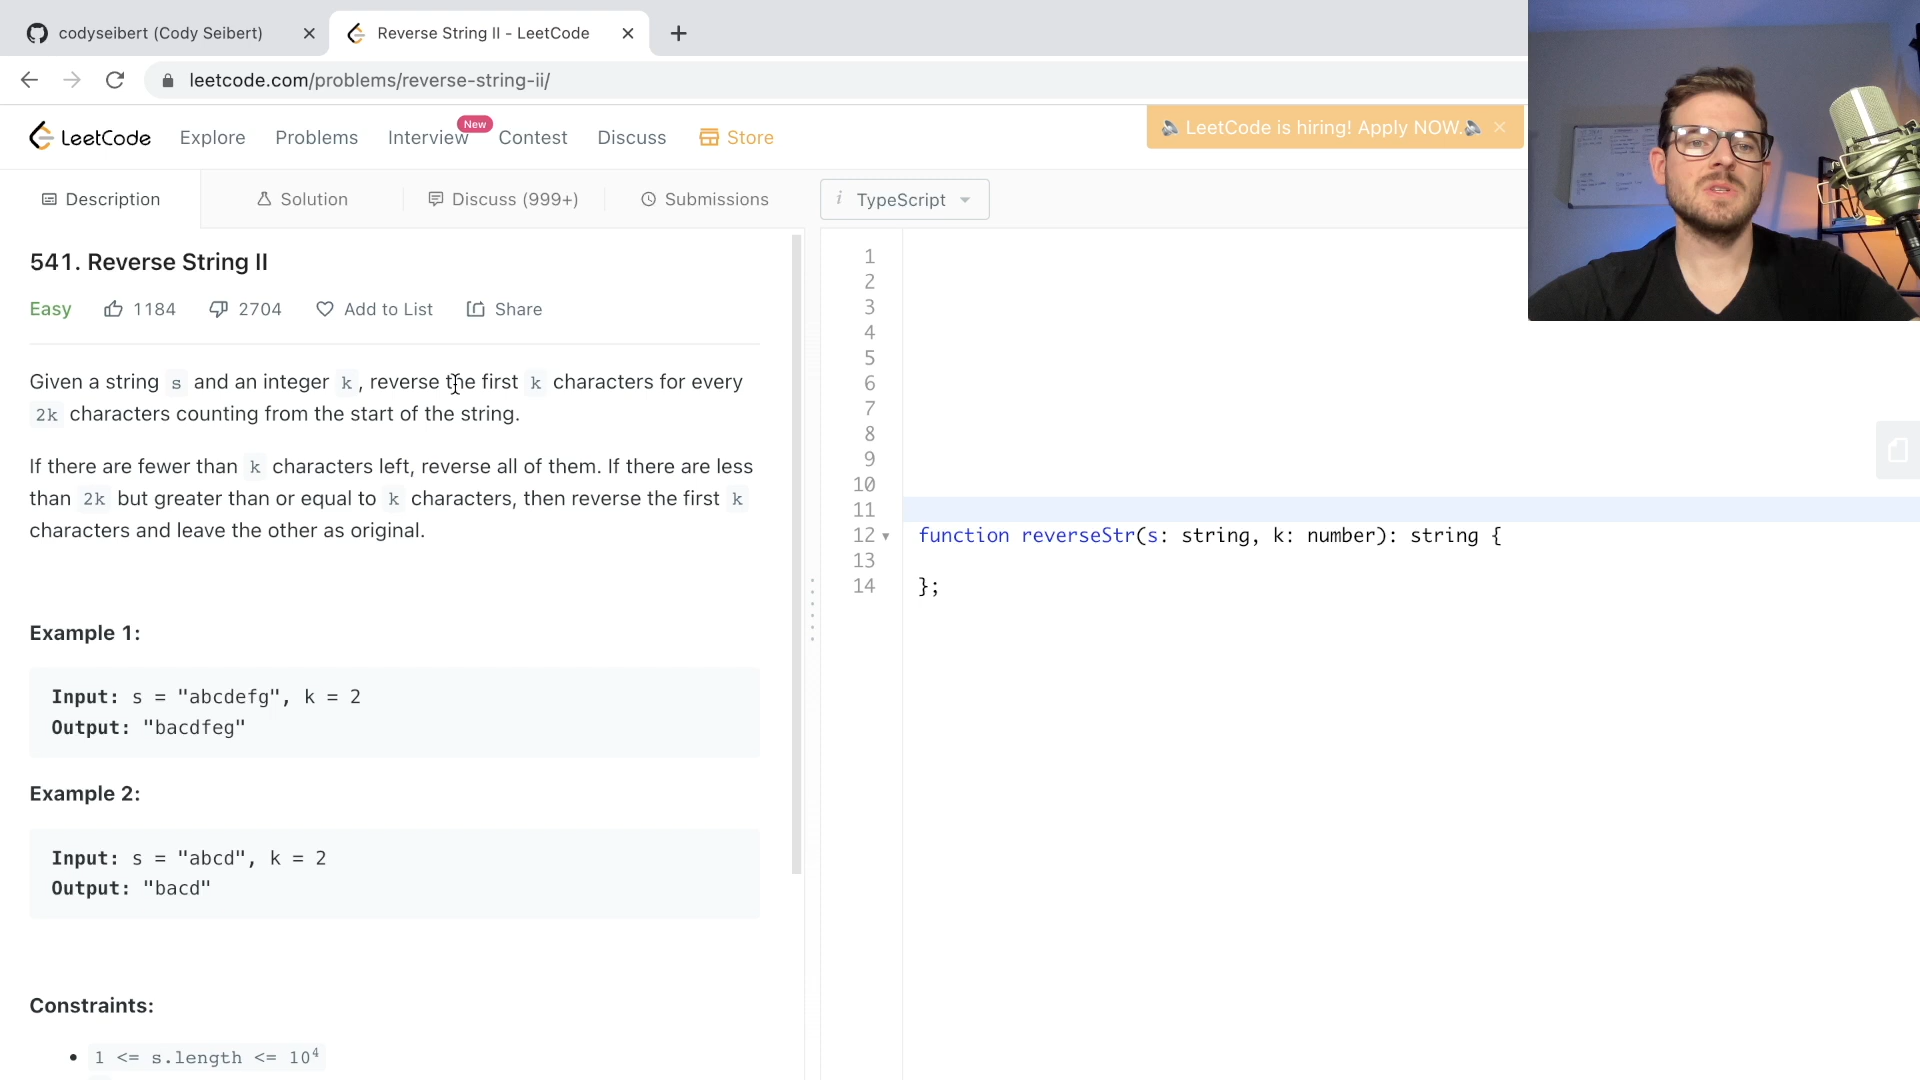 codyseibert (Cody Seibert)
Reverse String II - LeetCode
leetcode.com/problems/reverse-string-ii/
LeetCode
Explore
Problems
Interview
New
Contest
Discuss
Store
LeetCode is hiring! Apply NOW.
Description
Solution
Discuss (999+)
Submissions
i TypeScript
541. Reverse String II
Easy
1184
2704
Add to List
Share
Given a string s and an integer k, reverse the first k characters for every
2k characters counting from the start of the string.
If there are fewer than k characters left, reverse all of them. If there are less
than 2k but greater than or equal to k characters, then reverse the first k
characters and leave the other as original.
Example 1:
Input: s = "abcdefg", k = 2
Output: "bacdfeg"
Example 2:
Input: s = "abcd", k = 2
Output: "bacd"
Constraints:
1 <= s.length <= 10⁴
1
2
3
4
5
6
7
8
9
10
11
12 function reverseStr(s: string, k: number): string {
13
14 };